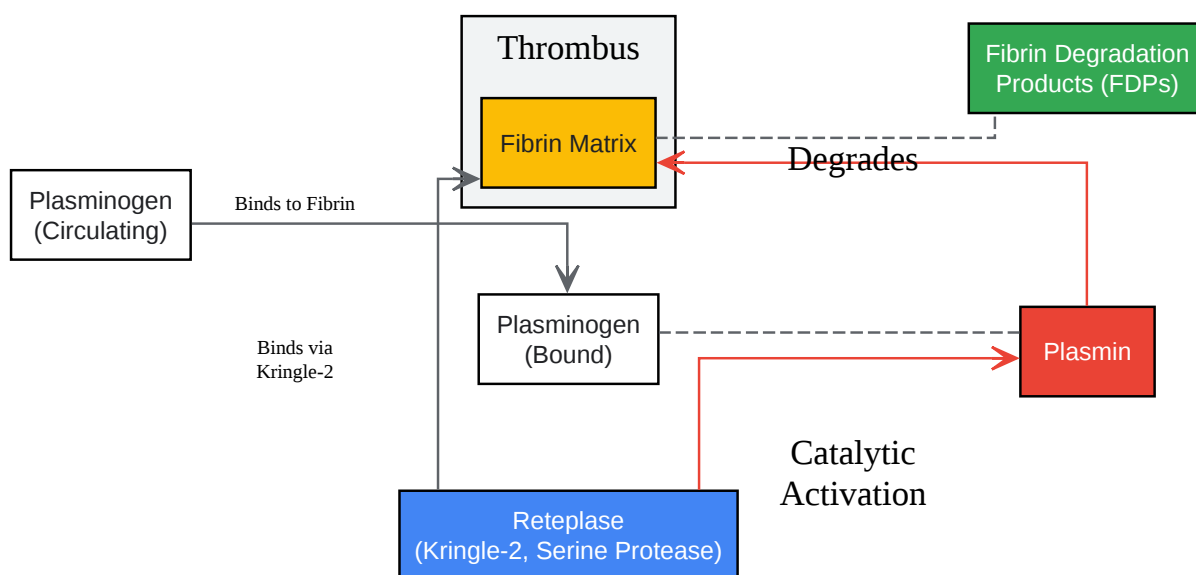 Thrombus
Fibrin Degradation
Products (FDPs)
Fibrin Matrix
Degrades
Plasminogen
(Circulating)
Binds to Fibrin
Plasminogen
(Bound)
Plasmin
Binds via
Kringle-2
Catalytic
Activation
Reteplase
(Kringle-2, Serine Protease)